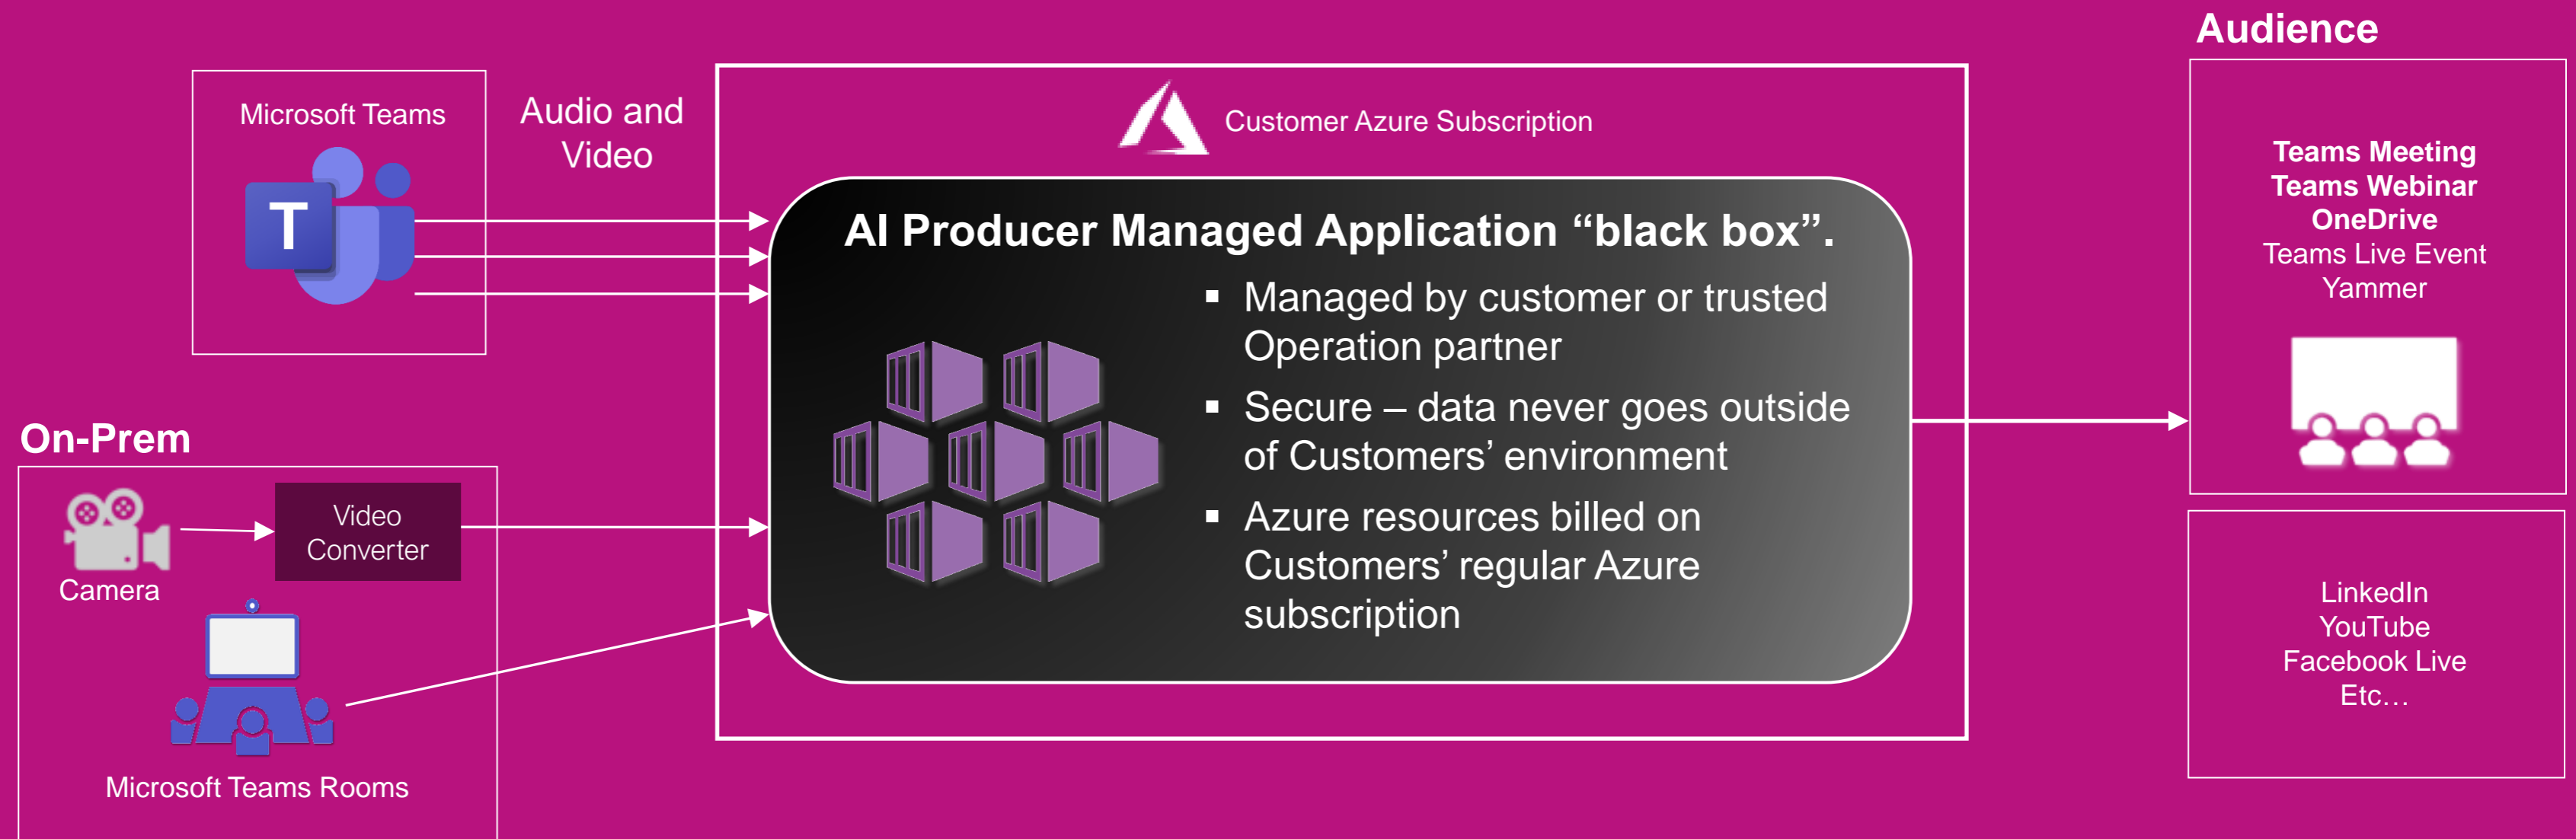 Microsoft Teams
T
Audio and
Video
On-Prem
Camera
Video
Converter
Microsoft Teams Rooms
Customer Azure Subscription
AI Producer Managed Application “black box”.
▪ Managed by customer or trusted
Operation partner
▪ Secure – data never goes outside
of Customers’ environment
▪ Azure resources billed on
Customers’ regular Azure
subscription
Audience
Teams Meeting
Teams Webinar
OneDrive
Teams Live Event
Yammer
LinkedIn
YouTube
Facebook Live
Etc…